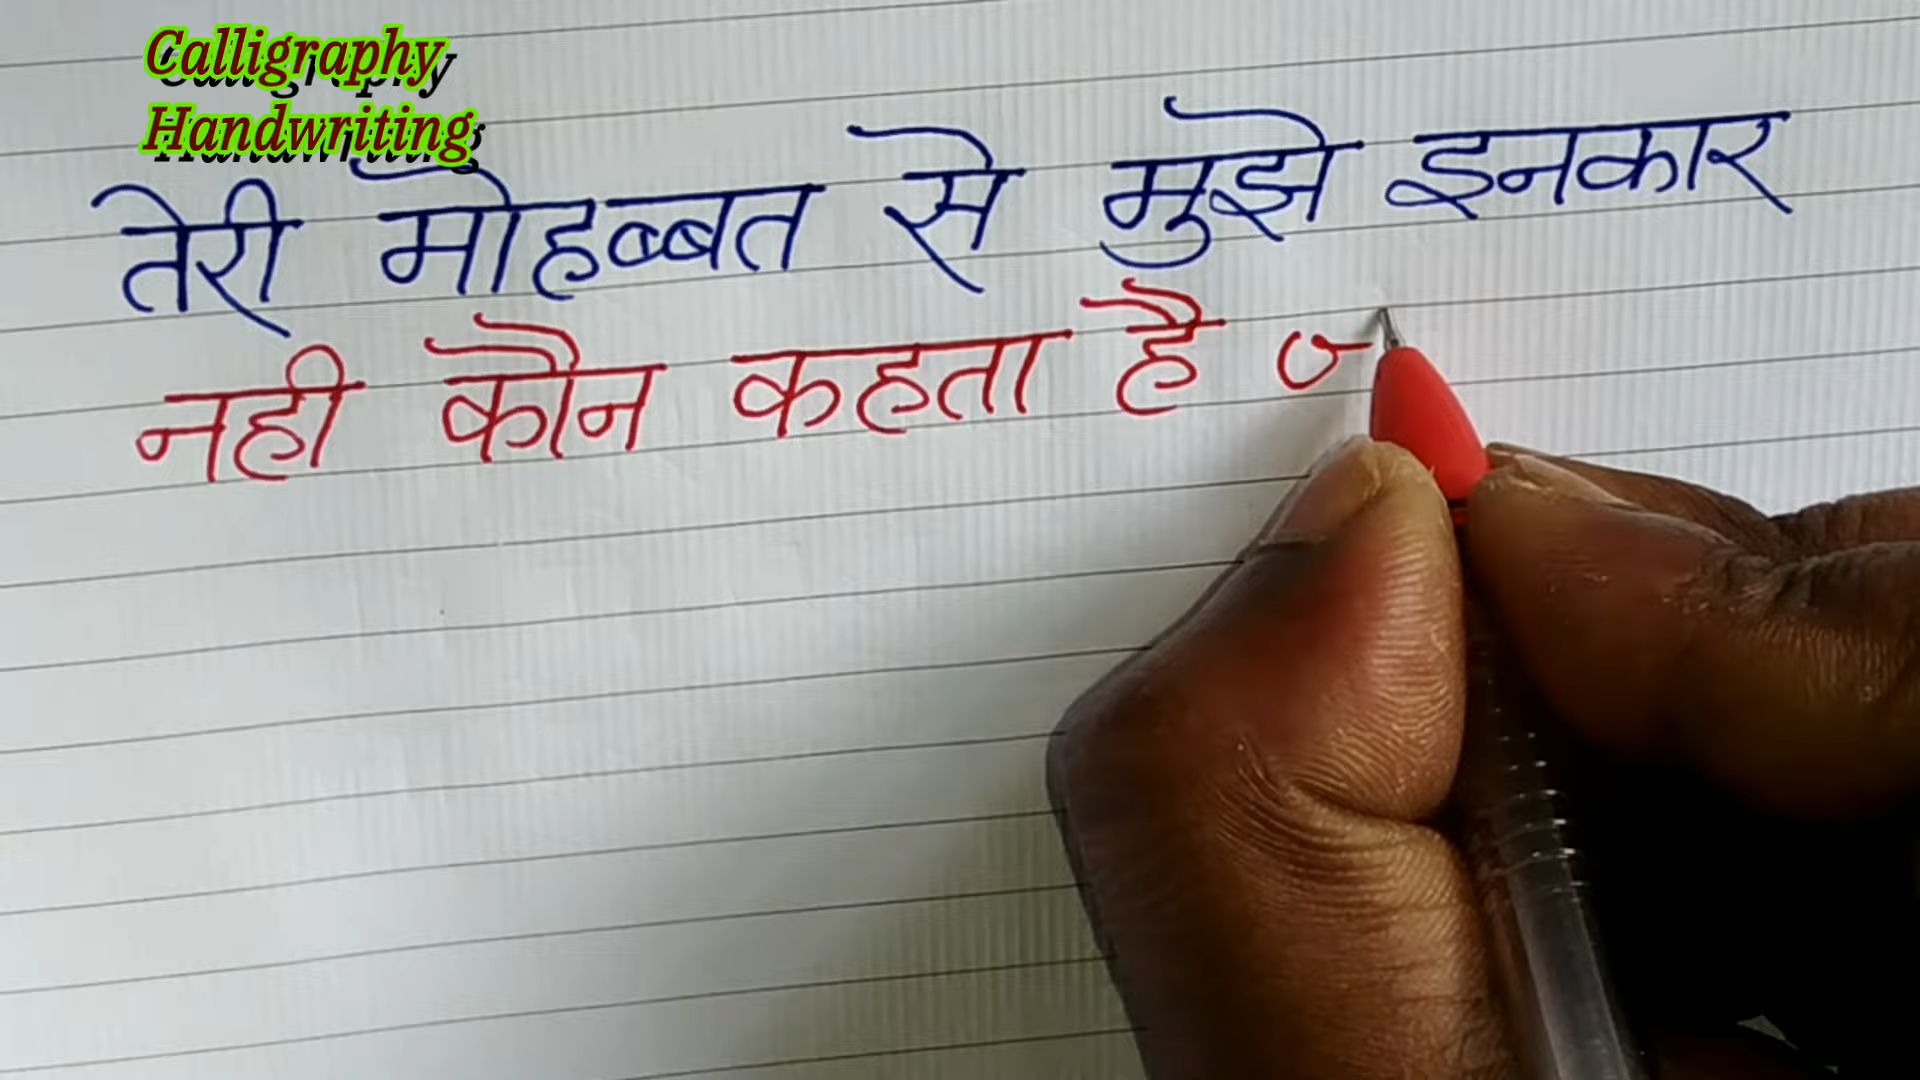 Calligraphy
Handwriting
तेरी मोहब्बत से मुझे इनकार
नही कौन कहता है